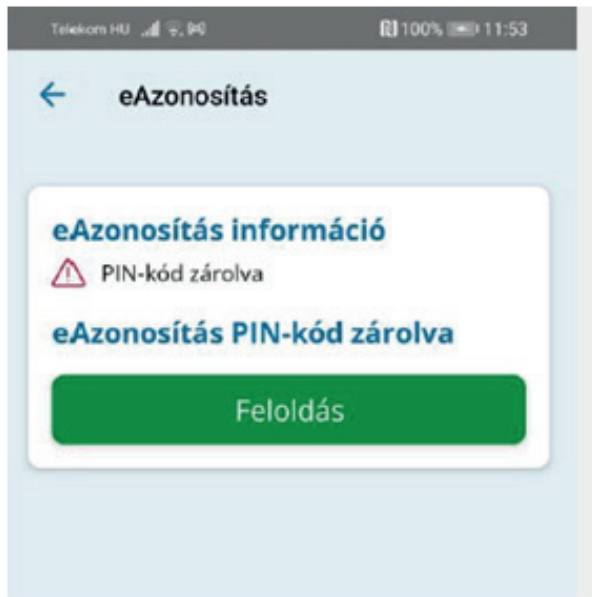 Telekom HU 100% 11:53
eAzonosítás
eAzonosítás információ
PIN-kód zárolva
eAzonosítás PIN-kód zárolva
Feloldás